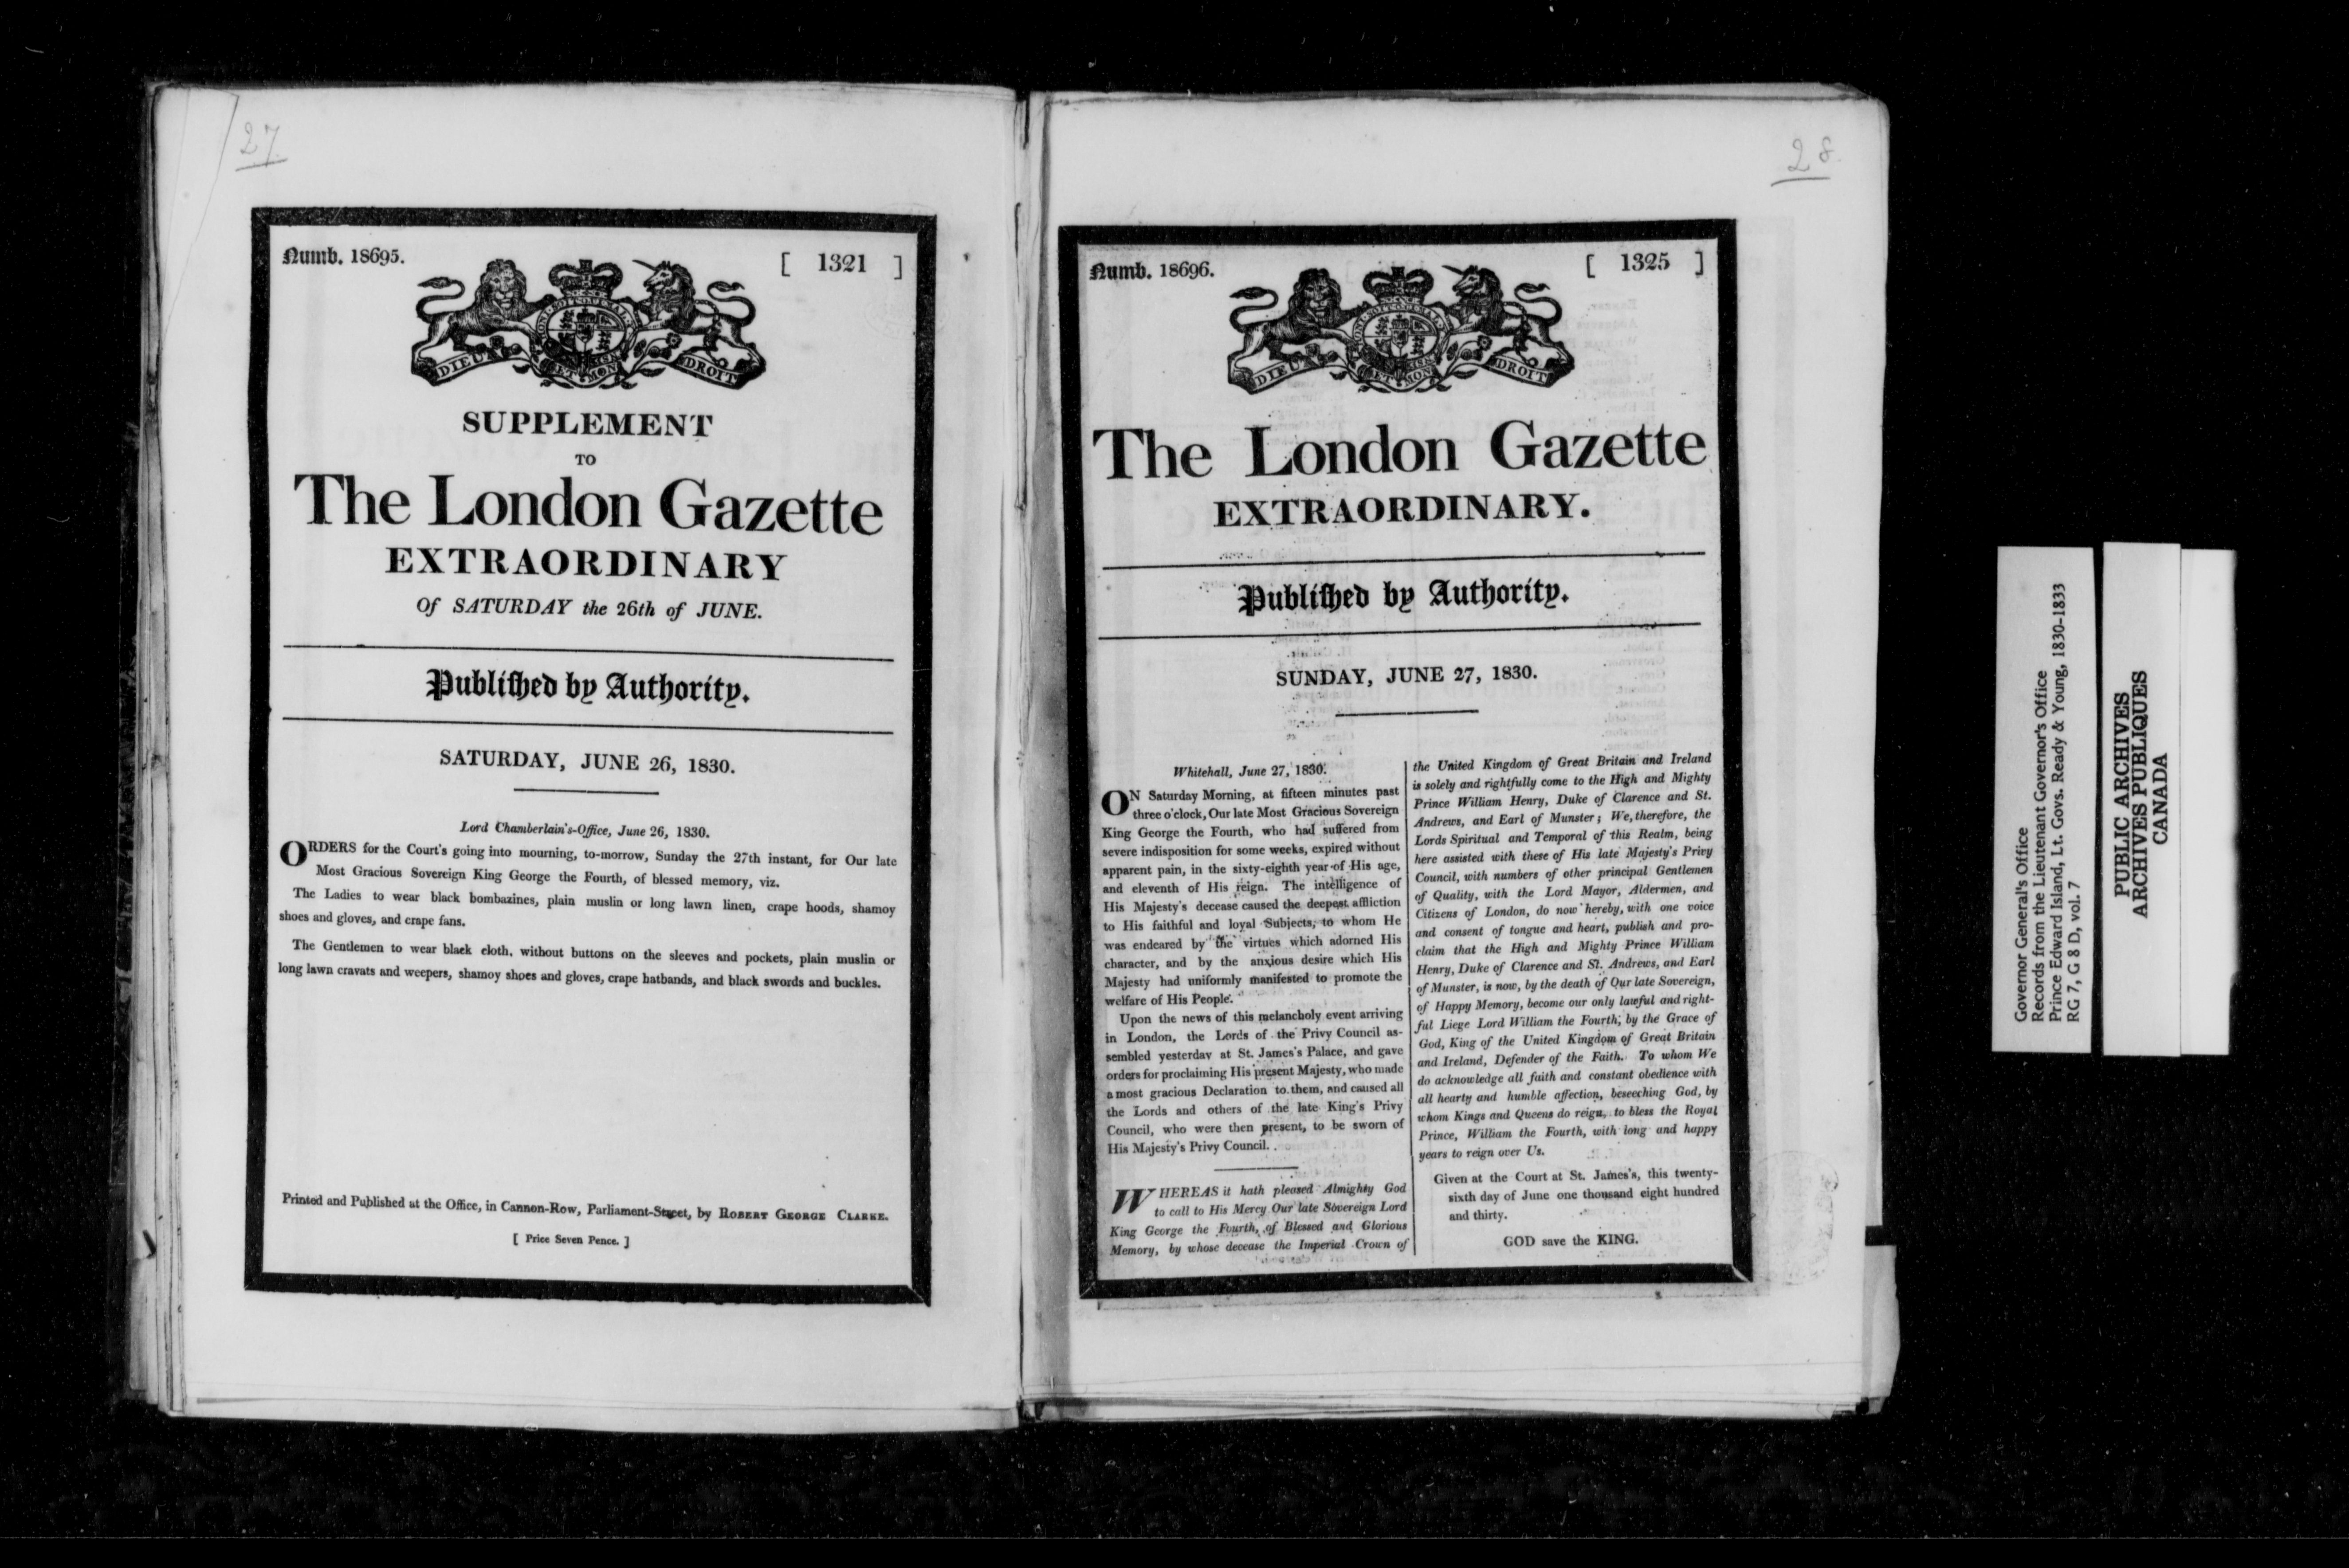 27
Numb. 18695.
[ 1321 ]
DIEU ET MON DROIT
SUPPLEMENT
TO
The London Gazette
EXTRAORDINARY
Of SATURDAY the 26th of JUNE.
Published by Authority.
SATURDAY, JUNE 26, 1830.
Lord Chamberlain's-Office, June 26, 1830.
ORDERS for the Court's going into mourning, to-morrow, Sunday the 27th instant, for Our late
Most Gracious Sovereign King George the Fourth, of blessed memory, viz.
The Ladies to wear black bombazines, plain muslin or long lawn linen, crape hoods, shamoy
shoes and gloves, and crape fans.
The Gentlemen to wear black cloth, without buttons on the sleeves and pockets, plain muslin or
long lawn cravats and weepers, shamoy shoes and gloves, crape hatbands, and black swords and buckles.
Printed and Published at the Office, in Cannon-Row, Parliament-Street, by ROBERT GEORGE CLARKE.
[ Price Seven Pence. ]
28
Numb. 18696.
[ 1325 ]
DIEU ET MON DROIT
The London Gazette
EXTRAORDINARY.
Published by Authority.
SUNDAY, JUNE 27, 1830.
Whitehall, June 27, 1830.
ON Saturday Morning, at fifteen minutes past
three o'clock, Our late Most Gracious Sovereign
King George the Fourth, who had suffered from
severe indisposition for some weeks, expired without
apparent pain, in the sixty-eighth year of His age,
and eleventh of His reign. The intelligence of
His Majesty's decease caused the deepest affliction
to His faithful and loyal Subjects, to whom He
was endeared by the virtues which adorned His
character, and by the anxious desire which His
Majesty had uniformly manifested to promote the
welfare of His People.
Upon the news of this melancholy event arriving
in London, the Lords of the Privy Council as-
sembled yesterday at St. James's Palace, and gave
orders for proclaiming His present Majesty, who made
a most gracious Declaration to them, and caused all
the Lords and others of the late King's Privy
Council, who were then present, to be sworn of
His Majesty's Privy Council.
WHEREAS it hath pleased Almighty God
to call to His Mercy Our late Sovereign Lord
King George the Fourth, of Blessed and Glorious
Memory, by whose decease the Imperial Crown of
the United Kingdom of Great Britain and Ireland
is solely and rightfully come to the High and Mighty
Prince William Henry, Duke of Clarence and St.
Andrews, and Earl of Munster; We, therefore, the
Lords Spiritual and Temporal of this Realm, being
here assisted with these of His late Majesty's Privy
Council, with numbers of other principal Gentlemen
of Quality, with the Lord Mayor, Aldermen, and
Citizens of London, do now hereby, with one voice
and consent of tongue and heart, publish and pro-
claim that the High and Mighty Prince William
Henry, Duke of Clarence and St. Andrews, and Earl
of Munster, is now, by the death of Our late Sovereign,
of Happy Memory, become our only lawful and right-
ful Liege Lord William the Fourth, by the Grace of
God, King of the United Kingdom of Great Britain
and Ireland, Defender of the Faith. To whom We
do acknowledge all faith and constant obedience with
all hearty and humble affection, beseeching God, by
whom Kings and Queens do reign, to bless the Royal
Prince, William the Fourth, with long and happy
years to reign over Us.
Given at the Court at St. James's, this twenty-
sixth day of June one thousand eight hundred
and thirty.
GOD save the KING.
Governor General's Office
Records from the Lieutenant Governor's Office
Prince Edward Island, Lt. Govs. Ready & Young, 1830-1833
RG 7, G 8 D, vol. 7
PUBLIC ARCHIVES
ARCHIVES PUBLIQUES
CANADA